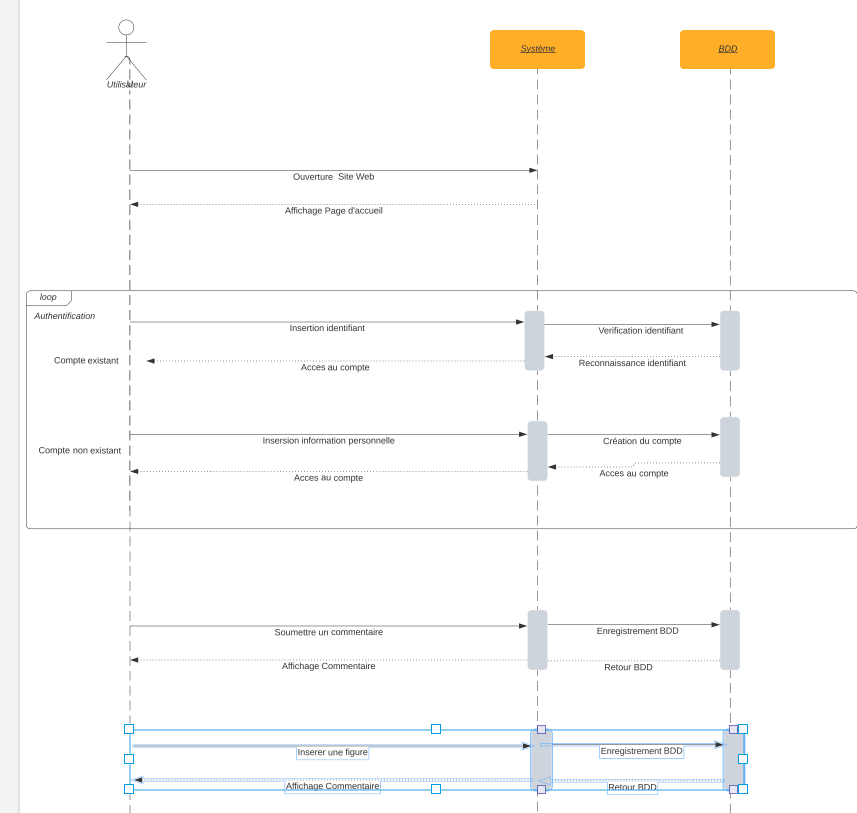 Système
BDD
Utilisateur
Ouverture Site Web
Affichage Page d'accueil
loop
Authentification
Insertion identifiant
Verification identifiant
Compte existant
Acces au compte
Reconnaissance identifiant
Insersion information personnelle
Création du compte
Compte non existant
Acces au compte
Acces au compte
Soumettre un commentaire
Enregistrement BDD
Affichage Commentaire
Retour BDD
Inserer une figure
Enregistrement BDD
Affichage Commentaire
Retour BDD